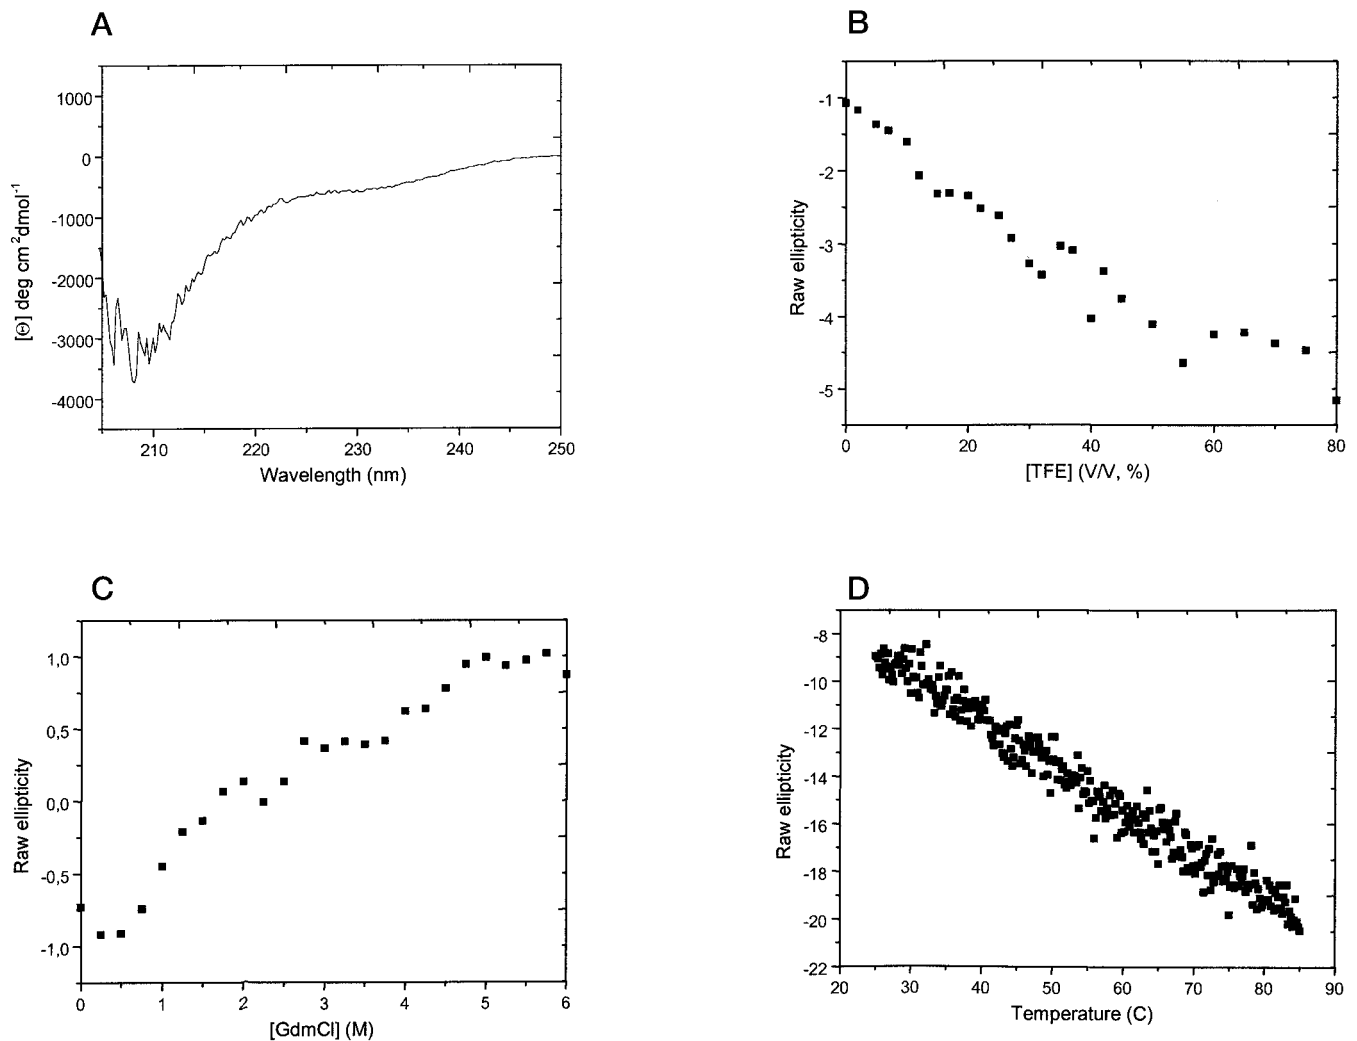 A
1000
0
-1000
-2000
-3000
-4000
[Θ] deg cm²dmol⁻¹
210 220 230 240 250
Wavelength (nm)
B
-1
-2
-3
-4
-5
Raw ellipticity
0 20 40 60 80
[TFE] (V/V, %)
C
1,0
0,5
0,0
-0,5
-1,0
Raw ellipticity
0 1 2 3 4 5 6
[GdmCl] (M)
D
-8
-10
-12
-14
-16
-18
-20
-22
Raw ellipticity
20 30 40 50 60 70 80 90
Temperature (C)